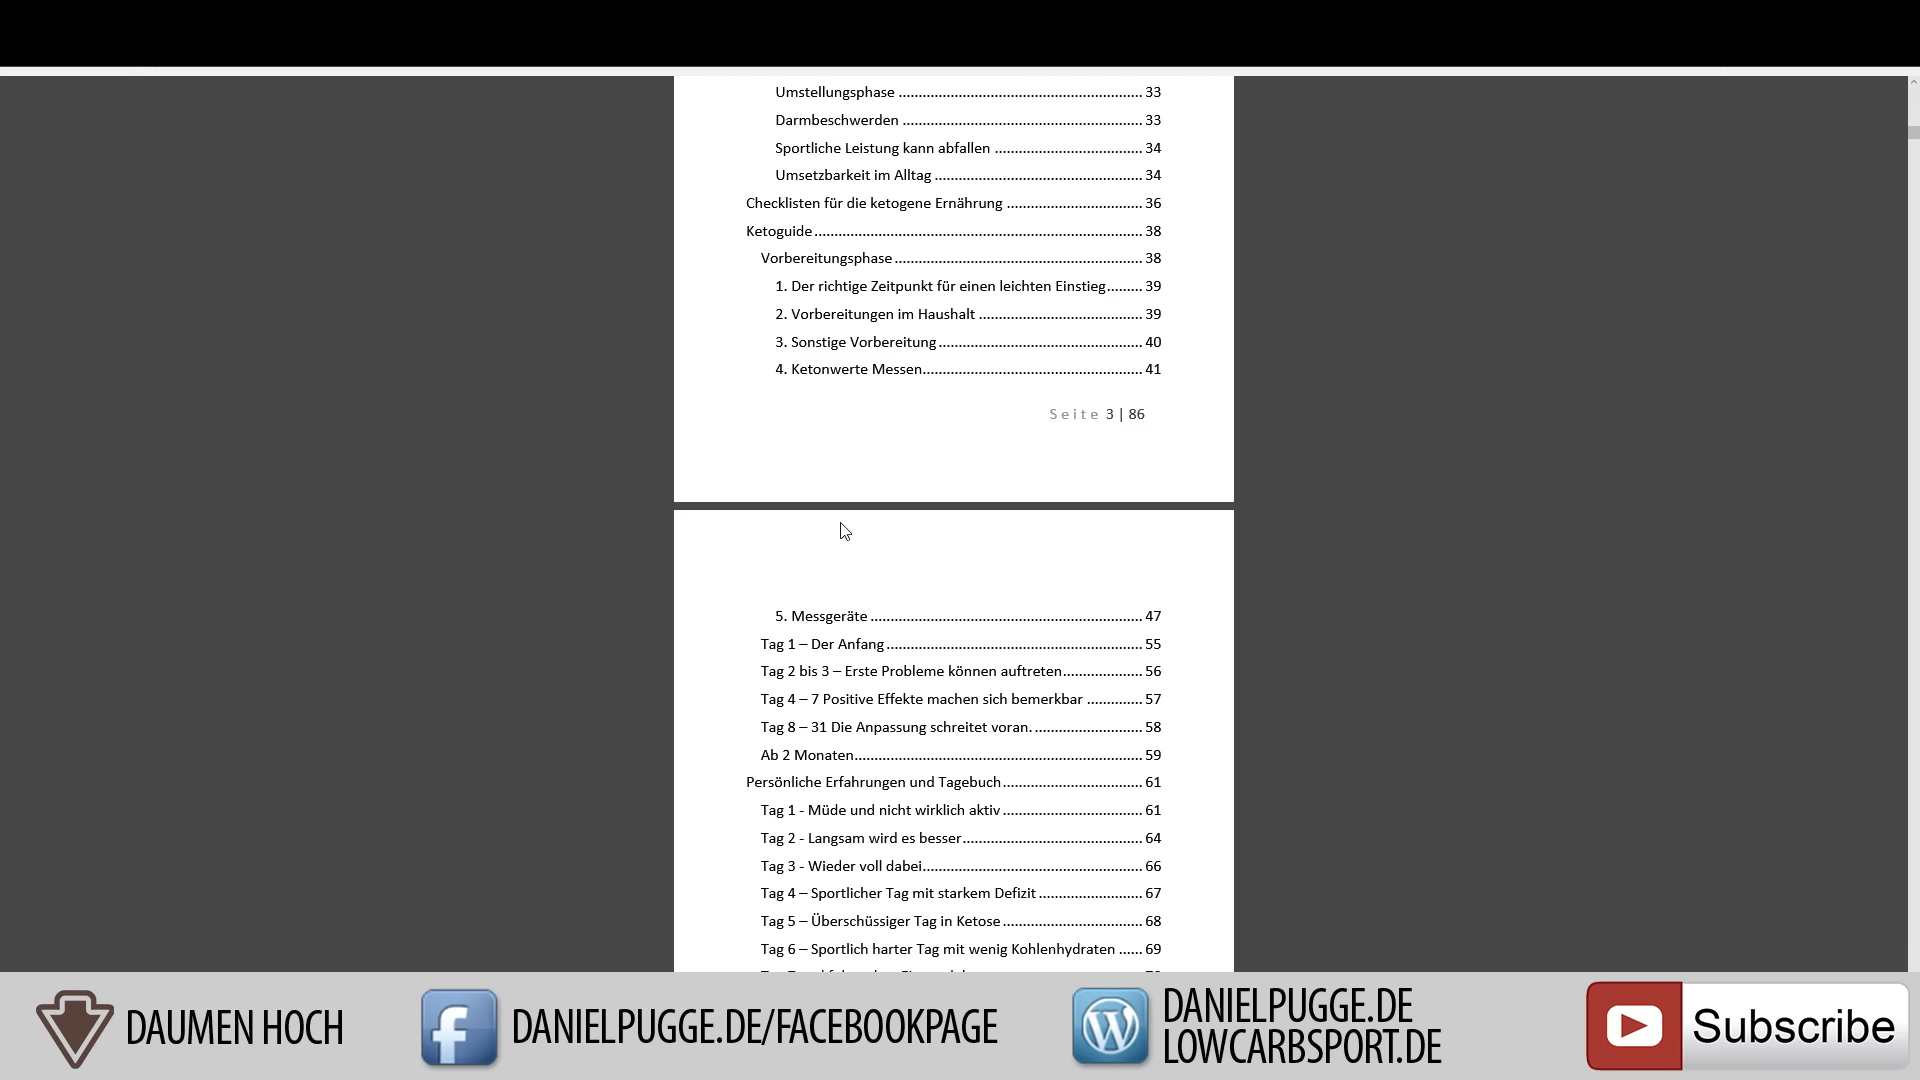 Umstellungsphase ............................................................. 33
Darmbeschwerden ............................................................ 33
Sportliche Leistung kann abfallen ..................................... 34
Umsetzbarkeit im Alltag .................................................... 34
Checklisten für die ketogene Ernährung .................................. 36
Ketoguide .................................................................................. 38
Vorbereitungsphase .............................................................. 38
1. Der richtige Zeitpunkt für einen leichten Einstieg......... 39
2. Vorbereitungen im Haushalt ......................................... 39
3. Sonstige Vorbereitung ................................................... 40
4. Ketonwerte Messen....................................................... 41
Seite 3 | 86
5. Messgeräte .................................................................... 47
Tag 1 – Der Anfang ................................................................ 55
Tag 2 bis 3 – Erste Probleme können auftreten.................... 56
Tag 4 – 7 Positive Effekte machen sich bemerkbar .............. 57
Tag 8 – 31 Die Anpassung schreitet voran. ........................... 58
Ab 2 Monaten........................................................................ 59
Persönliche Erfahrungen und Tagebuch................................... 61
Tag 1 - Müde und nicht wirklich aktiv ................................... 61
Tag 2 - Langsam wird es besser............................................. 64
Tag 3 - Wieder voll dabei....................................................... 66
Tag 4 – Sportlicher Tag mit starkem Defizit .......................... 67
Tag 5 – Überschüssiger Tag in Ketose ................................... 68
Tag 6 – Sportlich harter Tag mit wenig Kohlenhydraten ...... 69
DAUMEN HOCH
DANIELPUGGE.DE/FACEBOOKPAGE
DANIELPUGGE.DE
LOWCARBSPORT.DE
Subscribe